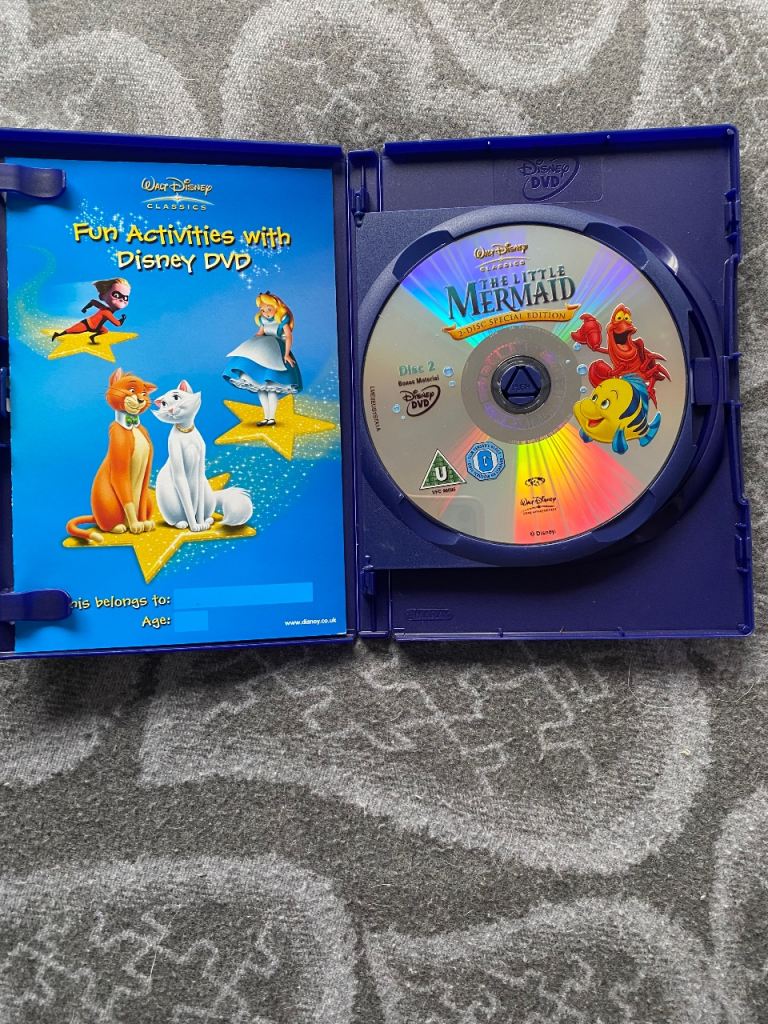 WALT DISNEY
CLASSICS
Fun Activities with
Disney DVD
his belongs to:
Age:
www.disney.co.uk
Disney
DVD
WALT DISNEY
CLASSICS
THE LITTLE
MERMAID
2-DISC SPECIAL EDITION
Disc 2
Bonus Material
Disney
DVD
U
G
WALT DISNEY
© Disney.